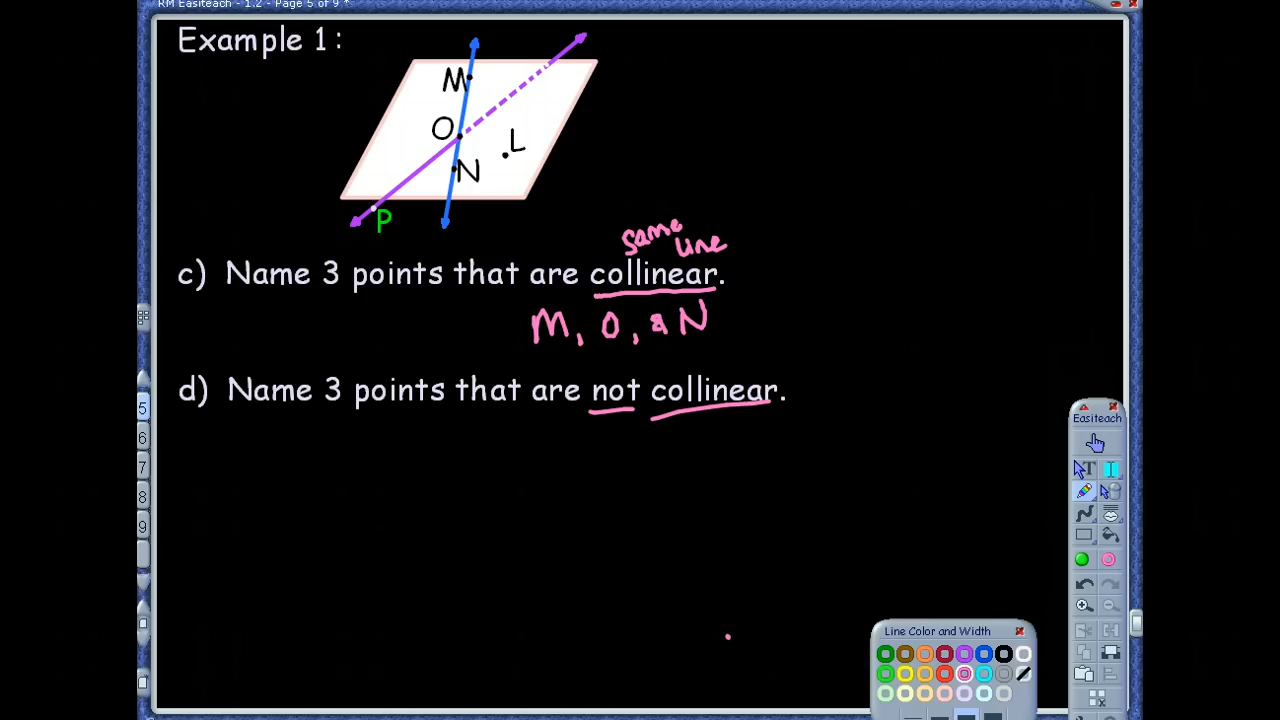 RM Easiteach - 1.2 - Page 5 of 9 *
Example 1:
M
O
L
N
P
same line
c) Name 3 points that are collinear.
M, O, & N
d) Name 3 points that are not collinear.
5
6
7
8
9
Easiteach
T
Line Color and Width